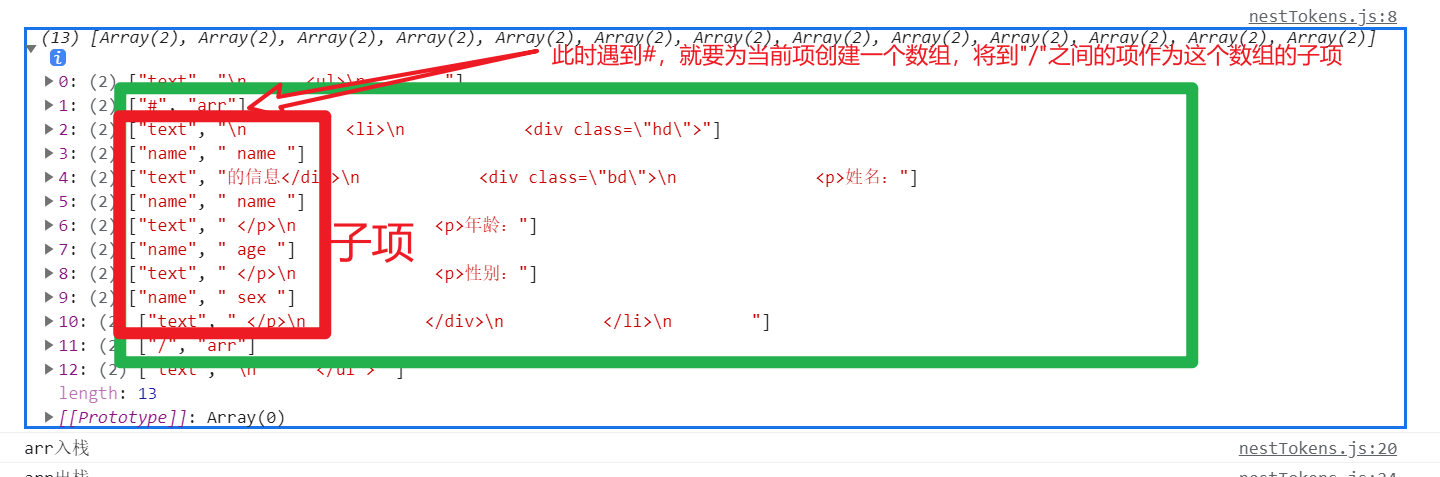 nestTokens.js:8
(13) [Array(2), Array(2), Array(2), Array(2), Array(2), Array(2), Array(2), Array(2), Array(2), Array(2), Array(2), Array(2), Array(2)]
i
此时遇到#，就要为当前项创建一个数组，将到"/"之间的项作为这个数组的子项
0: (2) ["text", "\n      <ul>\n        "]
1: (2) ["#", "arr"]
2: (2) ["text", "\n          <li>\n            <div class=\"hd\">"]
3: (2) ["name", " name "]
4: (2) ["text", "的信息</div>\n            <div class=\"bd\">\n              <p>姓名："]
5: (2) ["name", " name "]
6: (2) ["text", " </p>\n              <p>年龄："]
子项
7: (2) ["name", " age "]
8: (2) ["text", " </p>\n              <p>性别："]
9: (2) ["name", " sex "]
10: (2) ["text", " </p>\n            </div>\n          </li>\n        "]
11: (2) ["/", "arr"]
12: (2) ["text", "\n      </ul>  "]
length: 13
[[Prototype]]: Array(0)
arr入栈 nestTokens.js:20
arr出栈 nestTokens.js:24